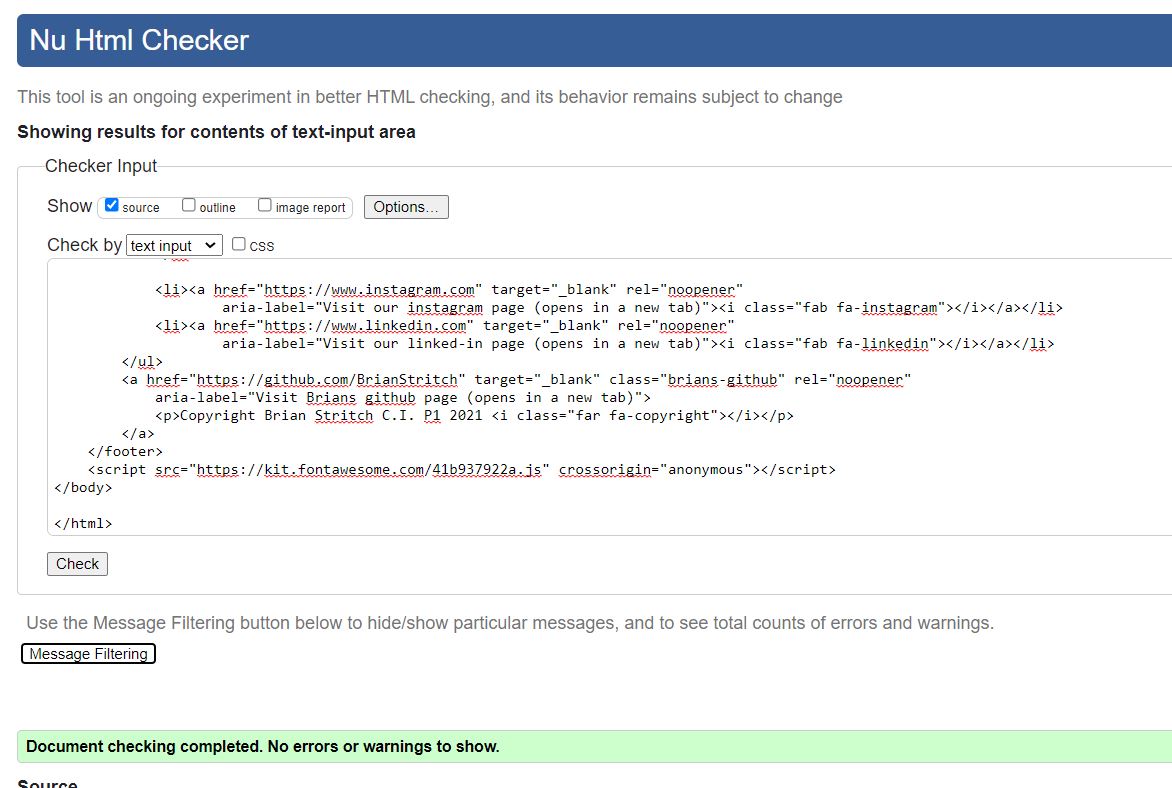 Nu Html Checker
This tool is an ongoing experiment in better HTML checking, and its behavior remains subject to change
Showing results for contents of text-input area
Checker Input
Show source outline image report Options...
Check by text input css
<li><a href="https://www.instagram.com" target="_blank" rel="noopener"
aria-label="Visit our instagram page (opens in a new tab)"><i class="fab fa-instagram"></i></a></li>
<li><a href="https://www.linkedin.com" target="_blank" rel="noopener"
aria-label="Visit our linked-in page (opens in a new tab)"><i class="fab fa-linkedin"></i></a></li>
</ul>
<a href="https://github.com/BrianStritch" target="_blank" class="brians-github" rel="noopener"
aria-label="Visit Brians github page (opens in a new tab)">
<p>Copyright Brian Stritch C.I. P1 2021 <i class="far fa-copyright"></i></p>
</a>
</footer>
<script src="https://kit.fontawesome.com/41b937922a.js" crossorigin="anonymous"></script>
</body>
</html>
Check
Use the Message Filtering button below to hide/show particular messages, and to see total counts of errors and warnings.
Message Filtering
Document checking completed. No errors or warnings to show.
Source